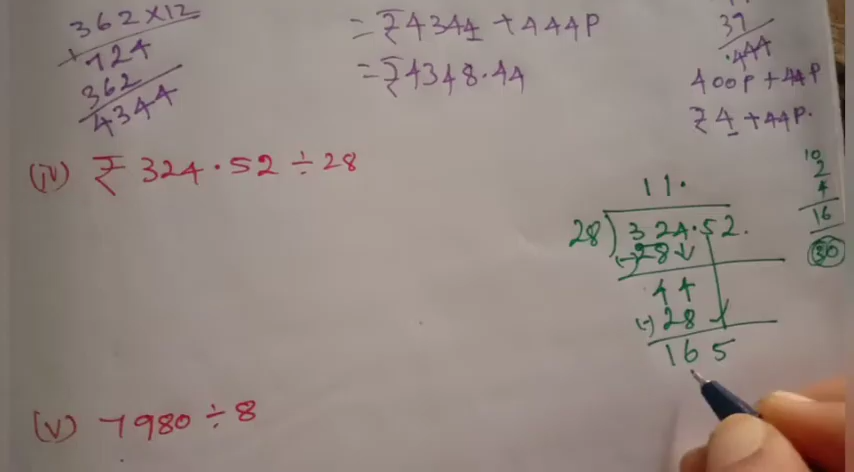 362×12
+ 724
362
4344
= ₹4344 + 444P
= ₹4348.44
37
.444
400P + 44P
₹4 + 44P.
(iv) ₹ 324.52 ÷ 28
11.
28) 324.52.
(-) 28↓
44
(-) 28 ↓
165
10
2
4
16
30
(v) 7980 ÷ 8